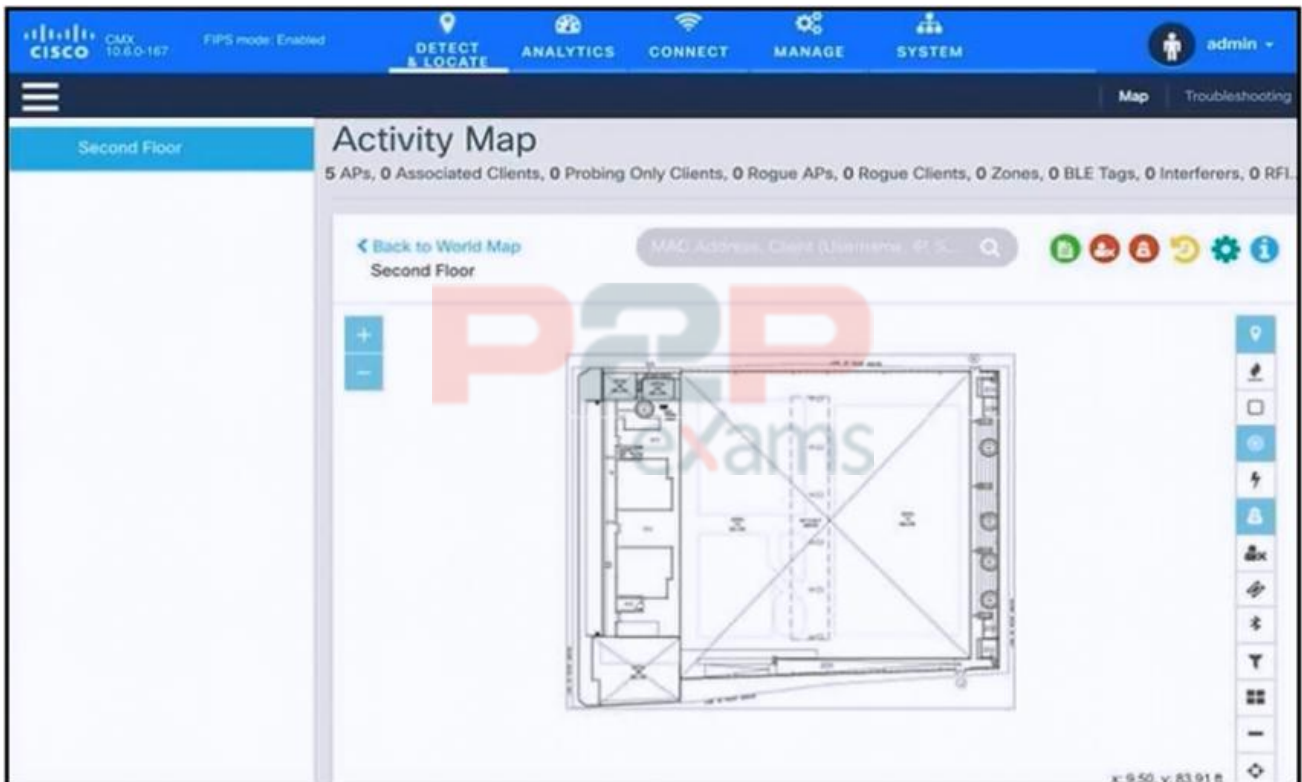 CISCO
CMX
10.6.0-167
FIPS mode: Enabled
DETECT
& LOCATE
ANALYTICS
CONNECT
MANAGE
SYSTEM
admin
Map
Troubleshooting
Second Floor
Activity Map
5 APs, 0 Associated Clients, 0 Probing Only Clients, 0 Rogue APs, 0 Rogue Clients, 0 Zones, 0 BLE Tags, 0 Interferers, 0 RFI...
Back to World Map
MAC Address, Client (Username, IP, S...
Second Floor
P2P
exams
x: 9.50, y: 83.91 ft